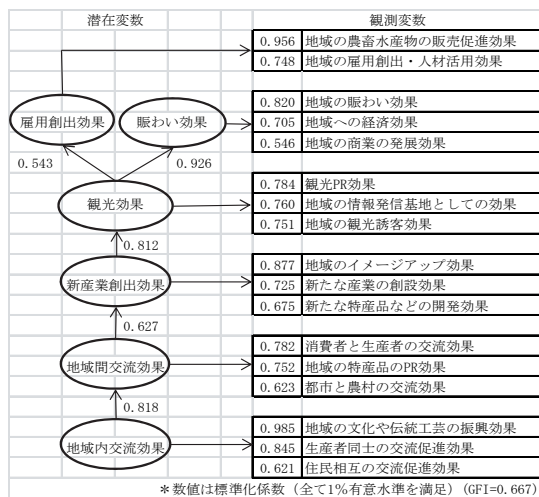 潜在変数 観測変数
0.956 地域の農畜水産物の販売促進効果
0.748 地域の雇用創出・人材活用効果
雇用創出効果 賑わい効果
0.820 地域の賑わい効果
0.705 地域への経済効果
0.546 地域の商業の発展効果
0.543 0.926
観光効果
0.784 観光PR効果
0.760 地域の情報発信基地としての効果
0.751 地域の観光誘客効果
0.812
新産業創出効果
0.877 地域のイメージアップ効果
0.725 新たな産業の創設効果
0.675 新たな特産品などの開発効果
0.627
地域間交流効果
0.782 消費者と生産者の交流効果
0.752 地域の特産品のPR効果
0.623 都市と農村の交流効果
0.818
地域内交流効果
0.985 地域の文化や伝統工芸の振興効果
0.845 生産者同士の交流促進効果
0.621 住民相互の交流促進効果
＊数値は標準化係数（全て1％有意水準を満足）(GFI=0.667)